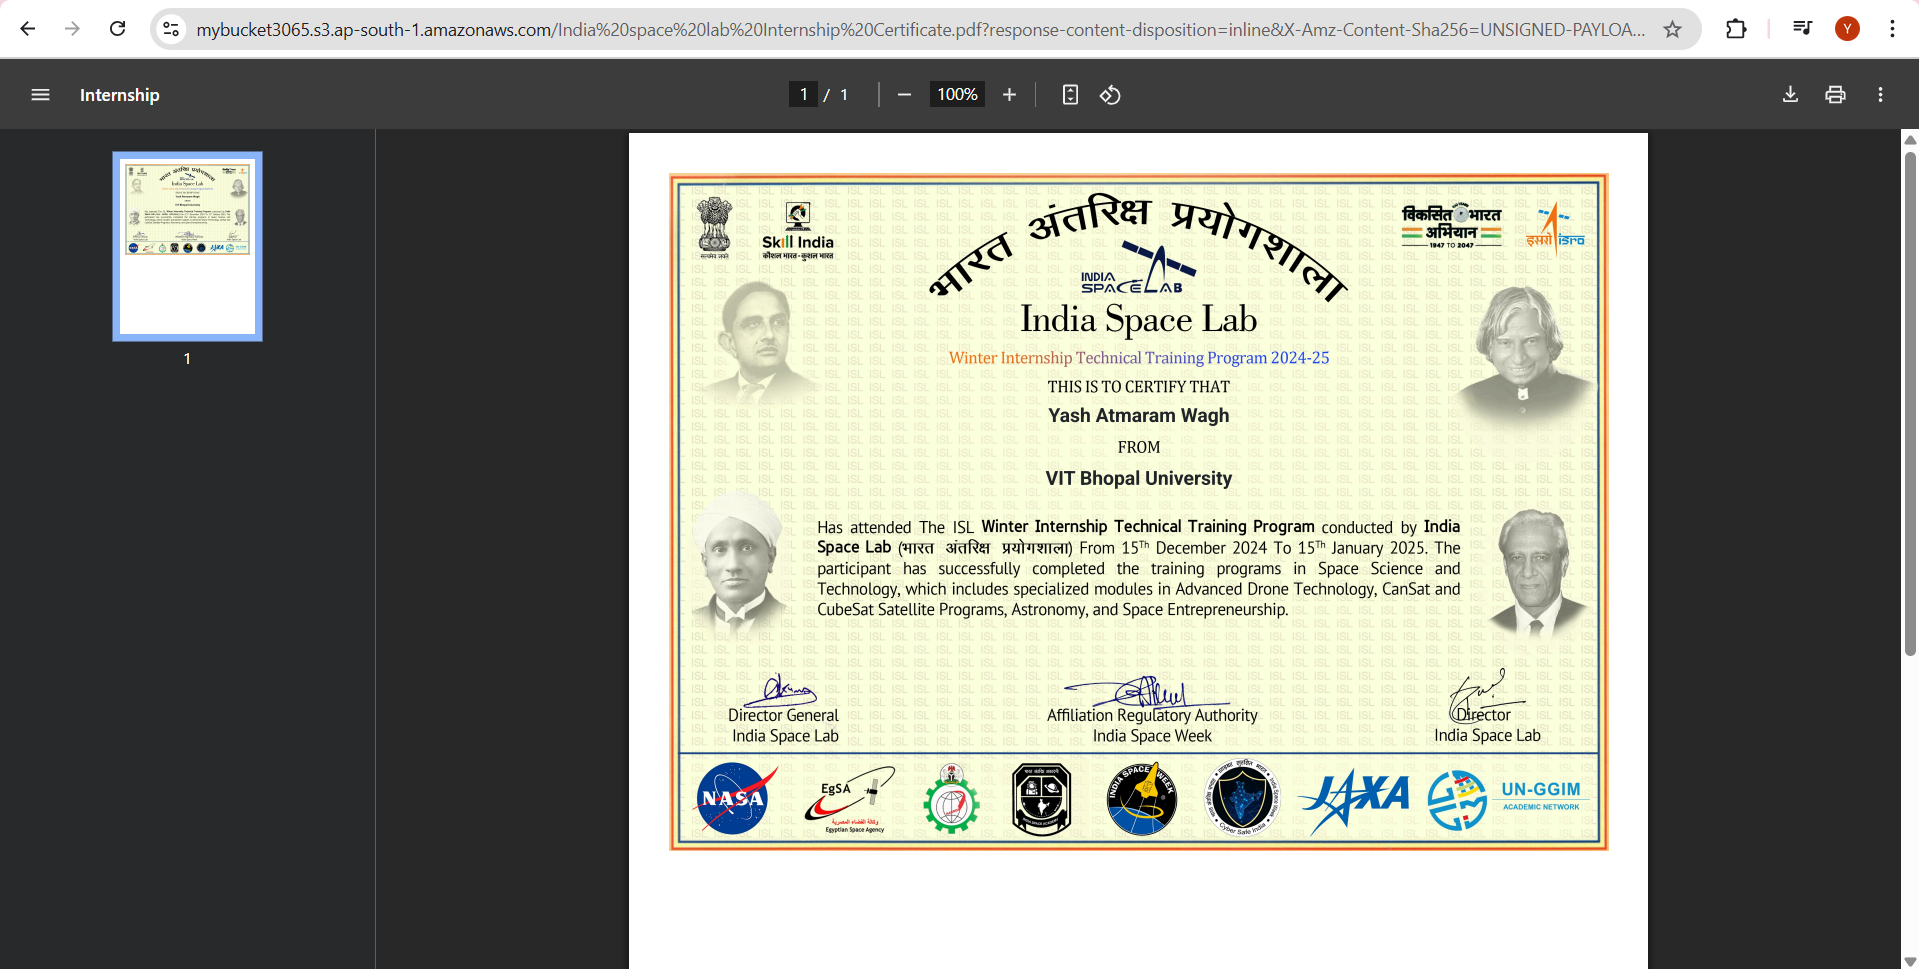 mybucket3065.s3.ap-south-1.amazonaws.com/India%20space%20lab%20Internship%20Certificate.pdf?response-content-disposition=inline&X-Amz-Content-Sha256=UNSIGNED-PAYLOA...
Y
Internship
1 / 1
100%
1
सत्यमेव जयते
Skill India
कौशल भारत - कुशल भारत
भारत अंतरिक्ष प्रयोगशाला
विकसित भारत
अभियान
1947 TO 2047
इसरो isro
INDIA
SPACE LAB
India Space Lab
Winter Internship Technical Training Program 2024-25
THIS IS TO CERTIFY THAT
Yash Atmaram Wagh
FROM
VIT Bhopal University
Has attended The ISL Winter Internship Technical Training Program conducted by India
Space Lab (भारत अंतरिक्ष प्रयोगशाला) From 15Th December 2024 To 15Th January 2025. The
participant has successfully completed the training programs in Space Science and
Technology, which includes specialized modules in Advanced Drone Technology, CanSat and
CubeSat Satellite Programs, Astronomy, and Space Entrepreneurship.
Director General
India Space Lab
Affiliation Regulatory Authority
India Space Week
Director
India Space Lab
NASA
EgSA
وكالة الفضاء المصرية
Egyptian Space Agency
INDIA SPACE WEEK
Cyber Safe India
JAXA
UN-GGIM
ACADEMIC NETWORK